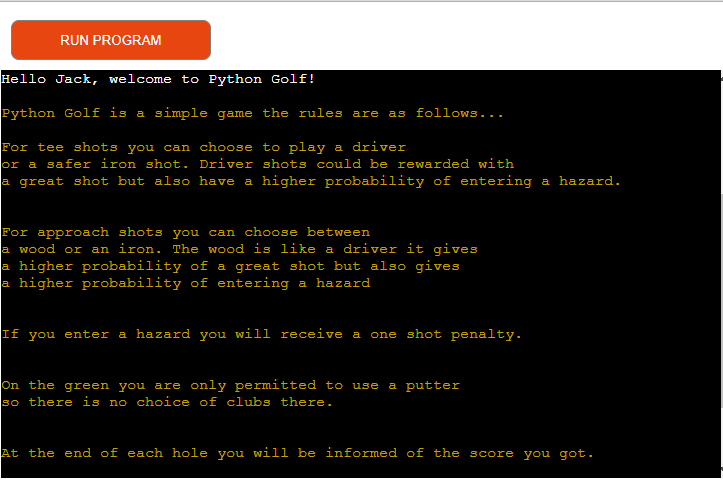 RUN PROGRAM
Hello Jack, welcome to Python Golf!
Python Golf is a simple game the rules are as follows...
For tee shots you can choose to play a driver
or a safer iron shot. Driver shots could be rewarded with
a great shot but also have a higher probability of entering a hazard.
For approach shots you can choose between
a wood or an iron. The wood is like a driver it gives
a higher probability of a great shot but also gives
a higher probability of entering a hazard
If you enter a hazard you will receive a one shot penalty.
On the green you are only permitted to use a putter
so there is no choice of clubs there.
At the end of each hole you will be informed of the score you got.